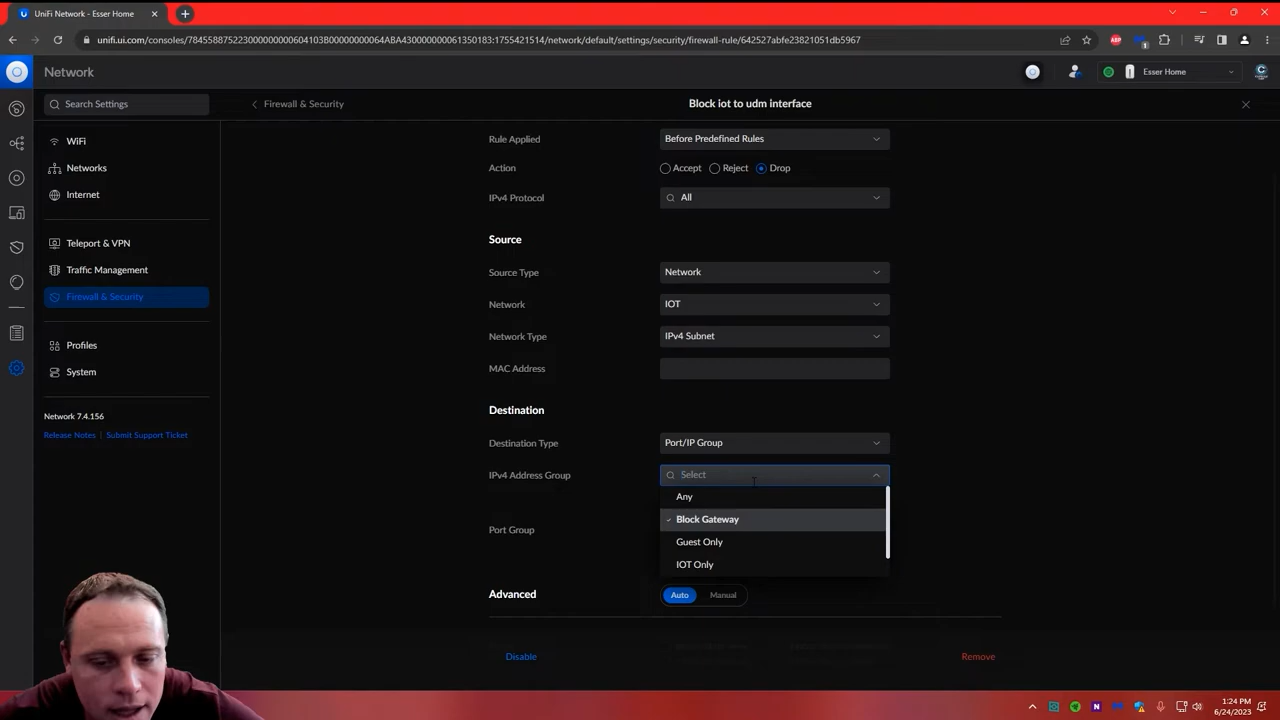 UniFi Network - Esser Home
unifi.ui.com/consoles/7845588752230000000000604103B00000000064ABA43000000061350183:1755421514/network/default/settings/security/firewall-rule/642527abfe23821051db5967
Network
Esser Home
Search Settings
Firewall & Security
Block iot to udm interface
WiFi
Networks
Internet
Teleport & VPN
Traffic Management
Firewall & Security
Profiles
System
Network 7.4.156
Release Notes | Submit Support Ticket
Rule Applied
Before Predefined Rules
Action
Accept Reject Drop
IPv4 Protocol
All
Source
Source Type
Network
Network
IOT
Network Type
IPv4 Subnet
MAC Address
Destination
Destination Type
Port/IP Group
IPv4 Address Group
Select
Any
Block Gateway
Guest Only
IOT Only
Port Group
Advanced
Auto Manual
Disable
Remove
1:24 PM
6/24/2023